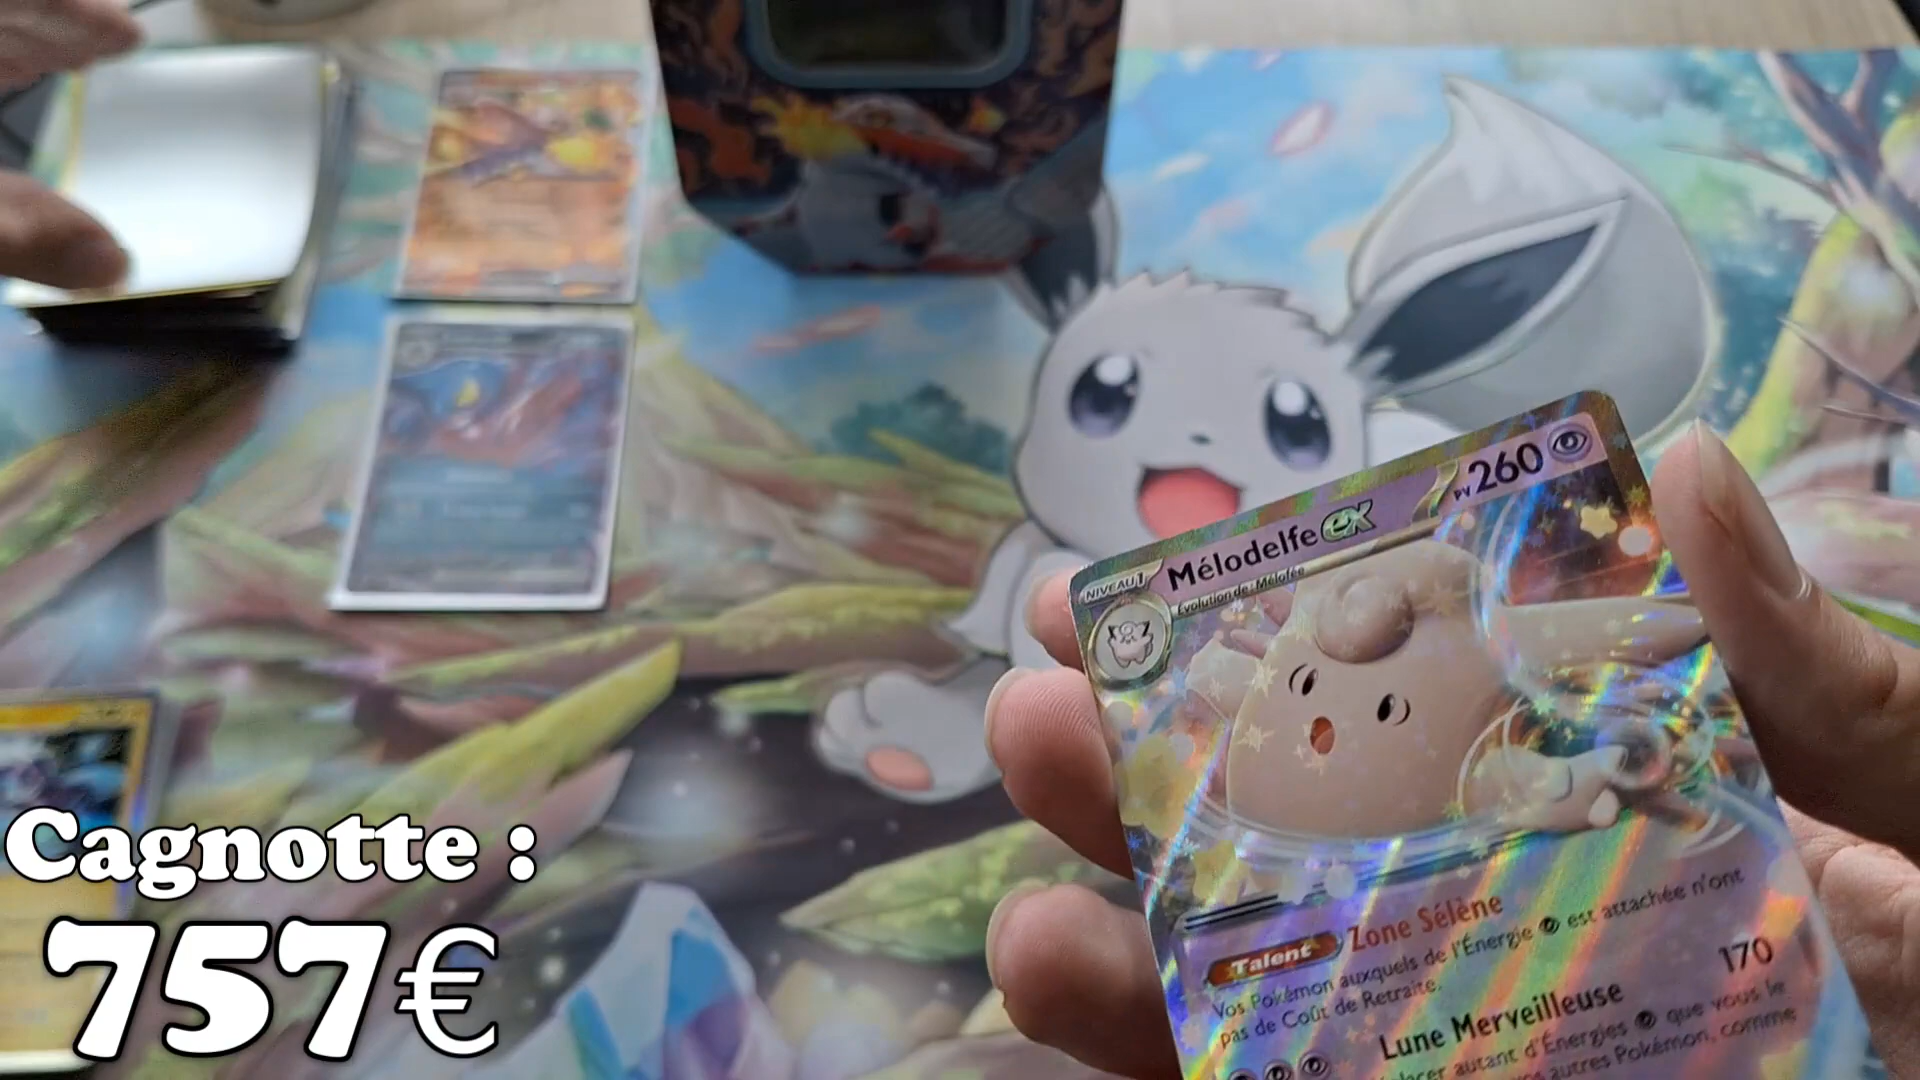 NIVEAU 1
Mélodelfe ex
PV 260
Évolution de : Mélofée
Talent Zone Sélène
Vos Pokémon auxquels de l'Énergie est attachée n'ont
pas de Coût de Retraite.
Lune Merveilleuse 170
autant d'Énergies que vous le
autres Pokémon, comme
Cagnotte :
757€